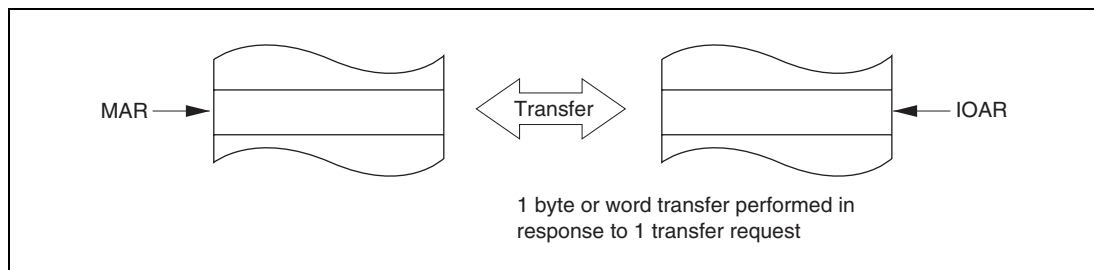 MAR
Transfer
IOAR
1 byte or word transfer performed in
response to 1 transfer request